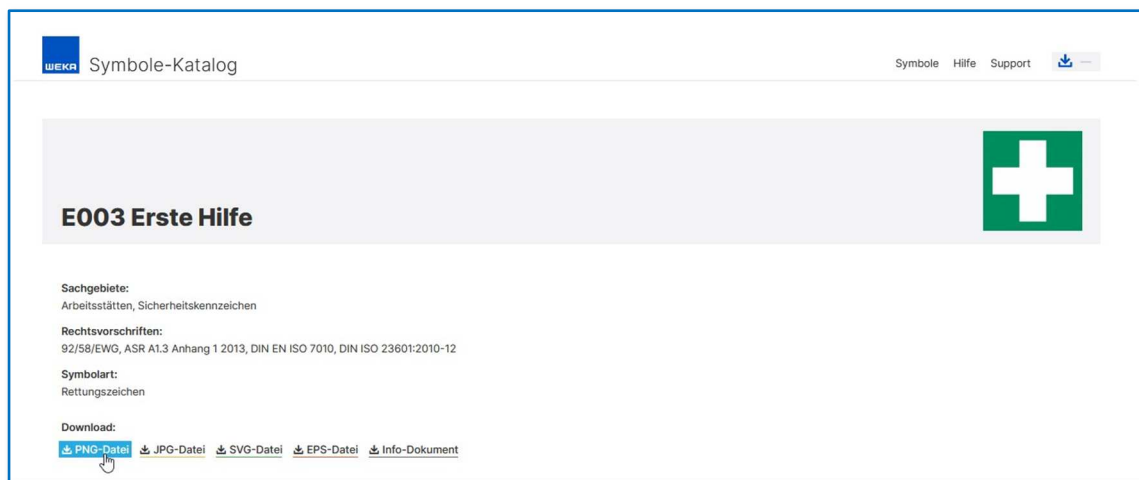 WEKA Symbole-Katalog
Symbole Hilfe Support
E003 Erste Hilfe
Sachgebiete:
Arbeitsstätten, Sicherheitskennzeichen
Rechtsvorschriften:
92/58/EWG, ASR A1.3 Anhang 1 2013, DIN EN ISO 7010, DIN ISO 23601:2010-12
Symbolart:
Rettungszeichen
Download:
PNG-Datei JPG-Datei SVG-Datei EPS-Datei Info-Dokument